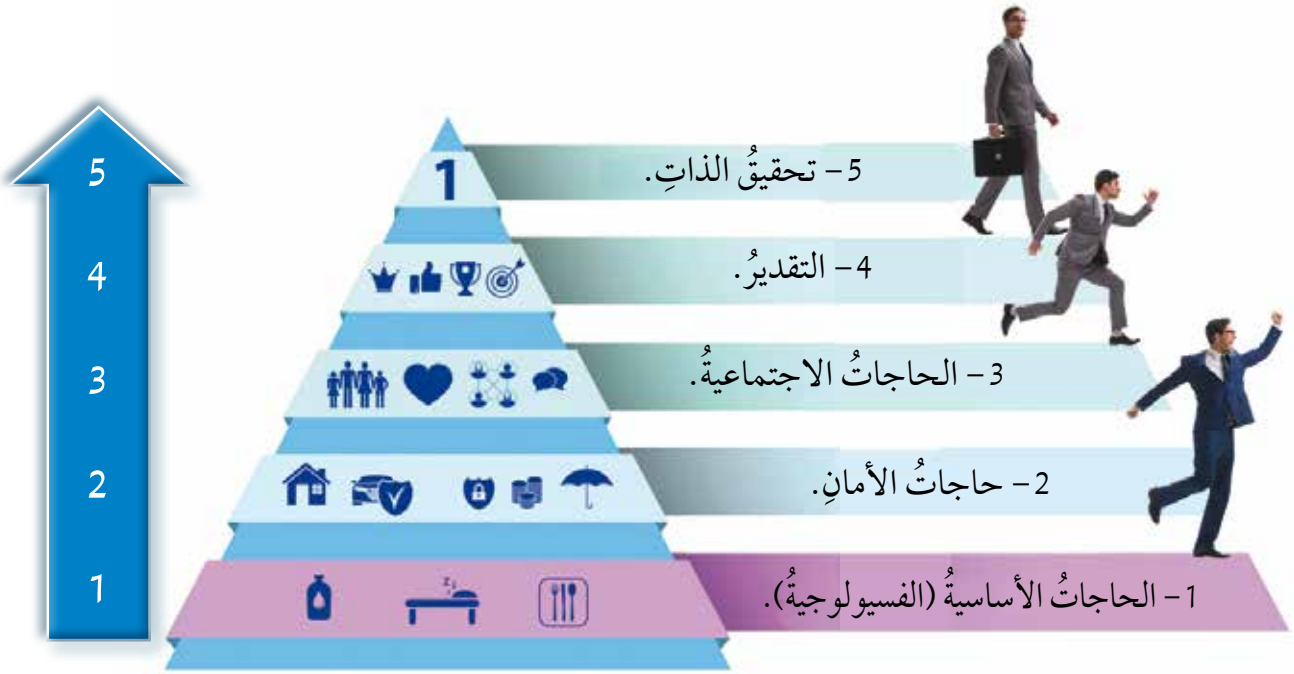 5
1
5 – تحقيقُ الذاتِ.
4
4 – التقديرُ.
3
3 – الحاجاتُ الاجتماعيةُ.
2
2 – حاجاتُ الأمانِ.
1
1 – الحاجاتُ الأساسيةُ (الفسيولوجيةُ).